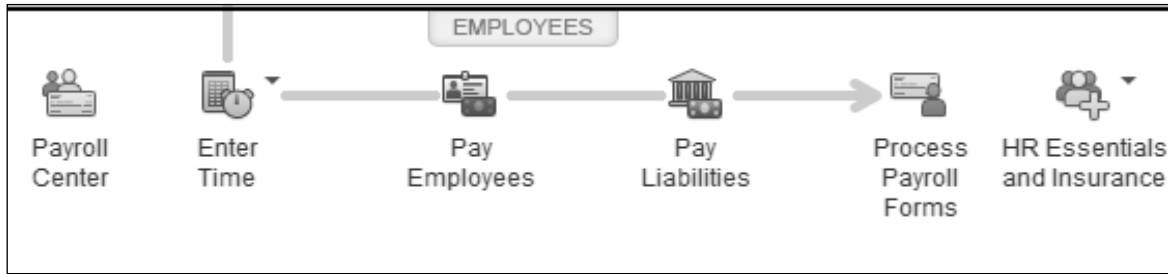 EMPLOYEES
Payroll
Center
Enter
Time
Pay
Employees
Pay
Liabilities
Process
Payroll
Forms
HR Essentials
and Insurance